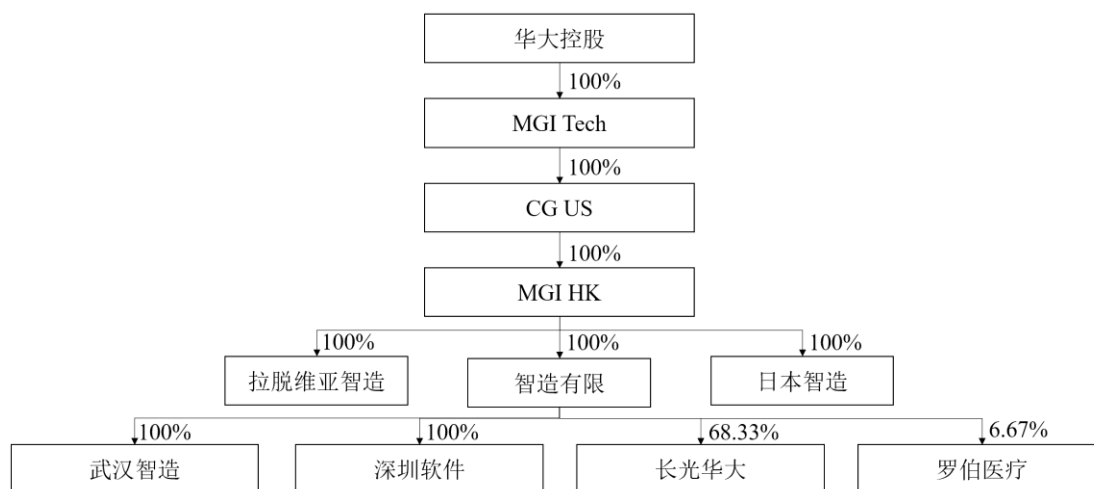 华大控股
100%
MGI Tech
100%
CG US
100%
MGI HK
100%
100%
100%
拉脱维亚智造
智造有限
日本智造
100%
100%
68.33%
6.67%
武汉智造
深圳软件
长光华大
罗伯医疗